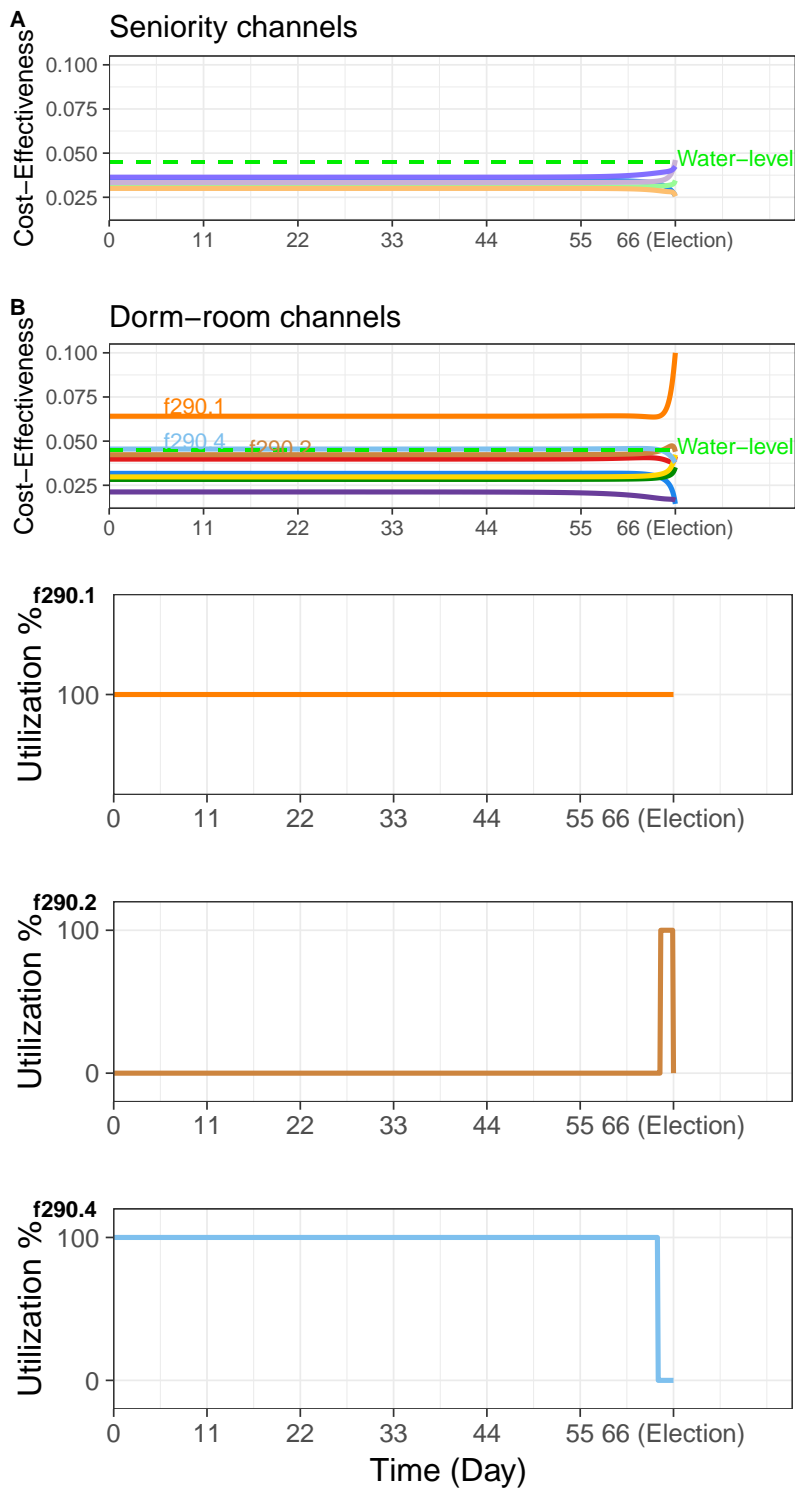 A
Seniority channels
Cost−Effectiveness
0.100
0.075
0.050
0.025
Water−level
0 11 22 33 44 55 66 (Election)
B
Dorm−room channels
Cost−Effectiveness
0.100
0.075
0.050
0.025
f290.1
f290.4
f290.2
Water−level
0 11 22 33 44 55 66 (Election)
f290.1
Utilization %
100
0 11 22 33 44 55 66 (Election)
f290.2
Utilization %
100
0
0 11 22 33 44 55 66 (Election)
f290.4
Utilization %
100
0
0 11 22 33 44 55 66 (Election)
Time (Day)